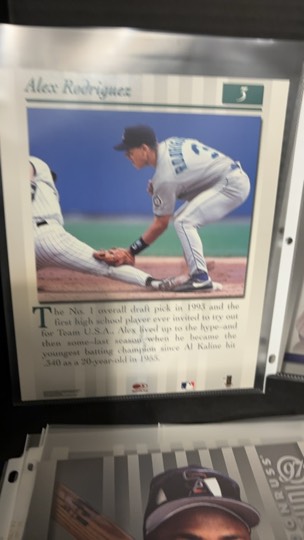 Alex Rodriguez
3
RODRIG
The No. 1 overall draft pick in 1993 and the
first high school player ever invited to try out
for Team U.S.A., Alex lived up to the hype-and
then some-last season when he became the
youngest batting champion since Al Kaline hit
.340 as a 20-year-old in 1955.
DONRUSS
97